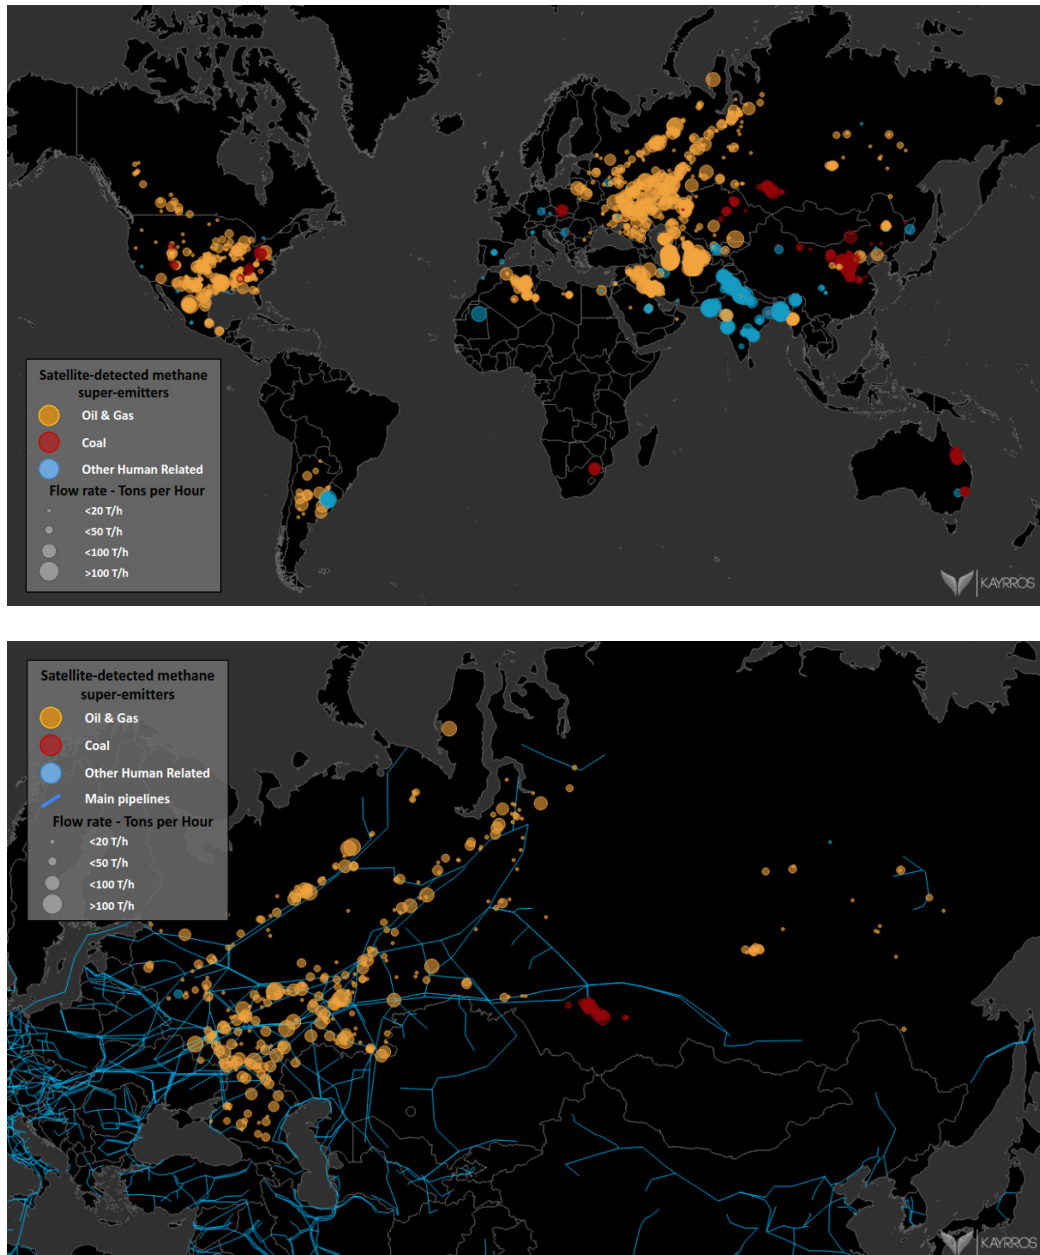 Satellite-detected methane
super-emitters
Oil & Gas
Coal
Other Human Related
Flow rate - Tons per Hour
<20 T/h
<50 T/h
<100 T/h
>100 T/h
KAYRROS
Satellite-detected methane
super-emitters
Oil & Gas
Coal
Other Human Related
Main pipelines
Flow rate - Tons per Hour
<20 T/h
<50 T/h
<100 T/h
>100 T/h
KAYRROS